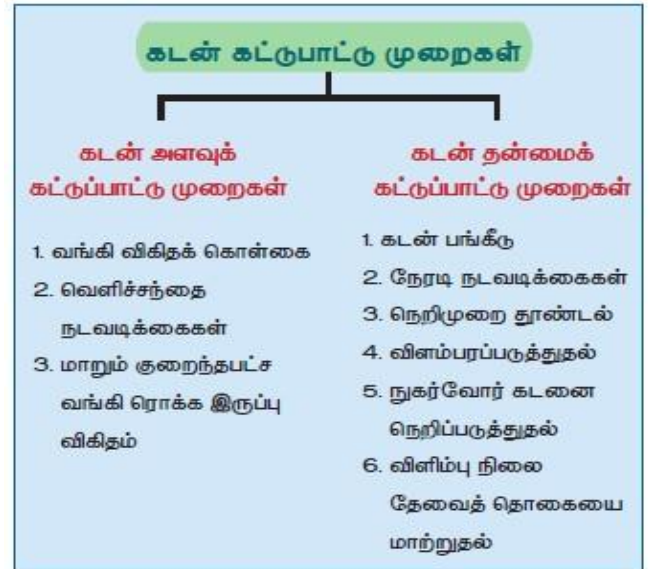 கடன் கட்டுபாட்டு முறைகள்
கடன் அளவுக்
கட்டுப்பாட்டு முறைகள்
1. வங்கி விகிதக் கொள்கை
2. வெளிச்சந்தை
நடவடிக்கைகள்
3. மாறும் குறைந்தபட்ச
வங்கி ரொக்க இருப்பு
விகிதம்
கடன் தன்மைக்
கட்டுப்பாட்டு முறைகள்
1. கடன் பங்கீடு
2. நேரடி நடவடிக்கைகள்
3. நெறிமுறை தூண்டல்
4. விளம்பரப்படுத்துதல்
5. நுகர்வோர் கடனை
நெறிப்படுத்துதல்
6. விளிம்பு நிலை
தேவைத் தொகையை
மாற்றுதல்